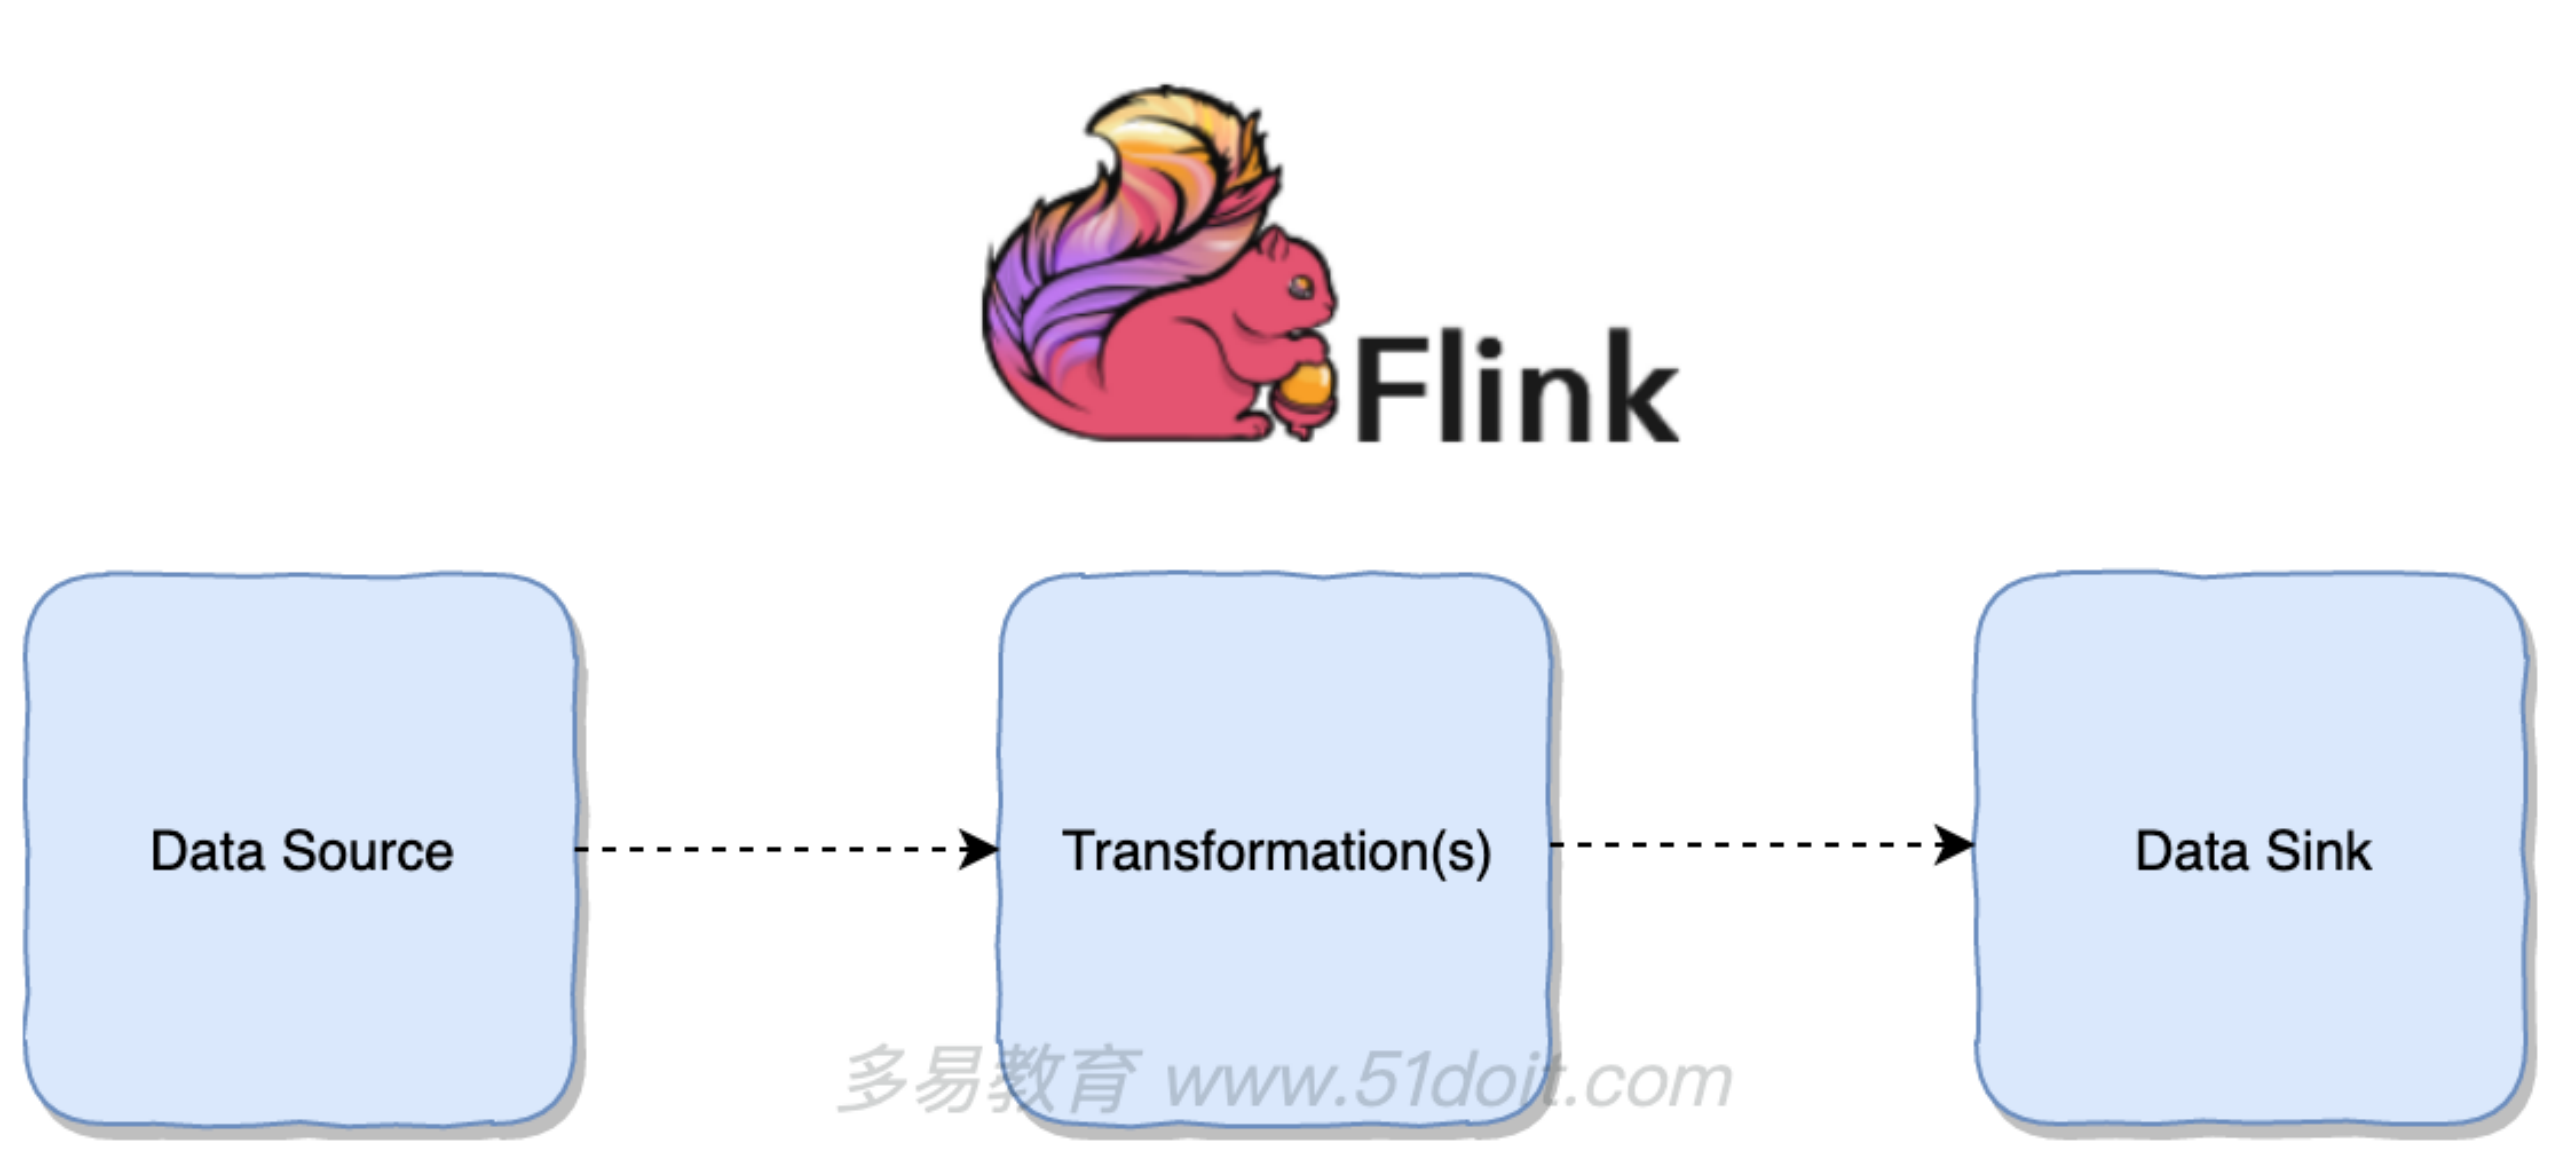 Flink
Data Source
Transformation(s)
Data Sink
多易教育 www.51doit.com